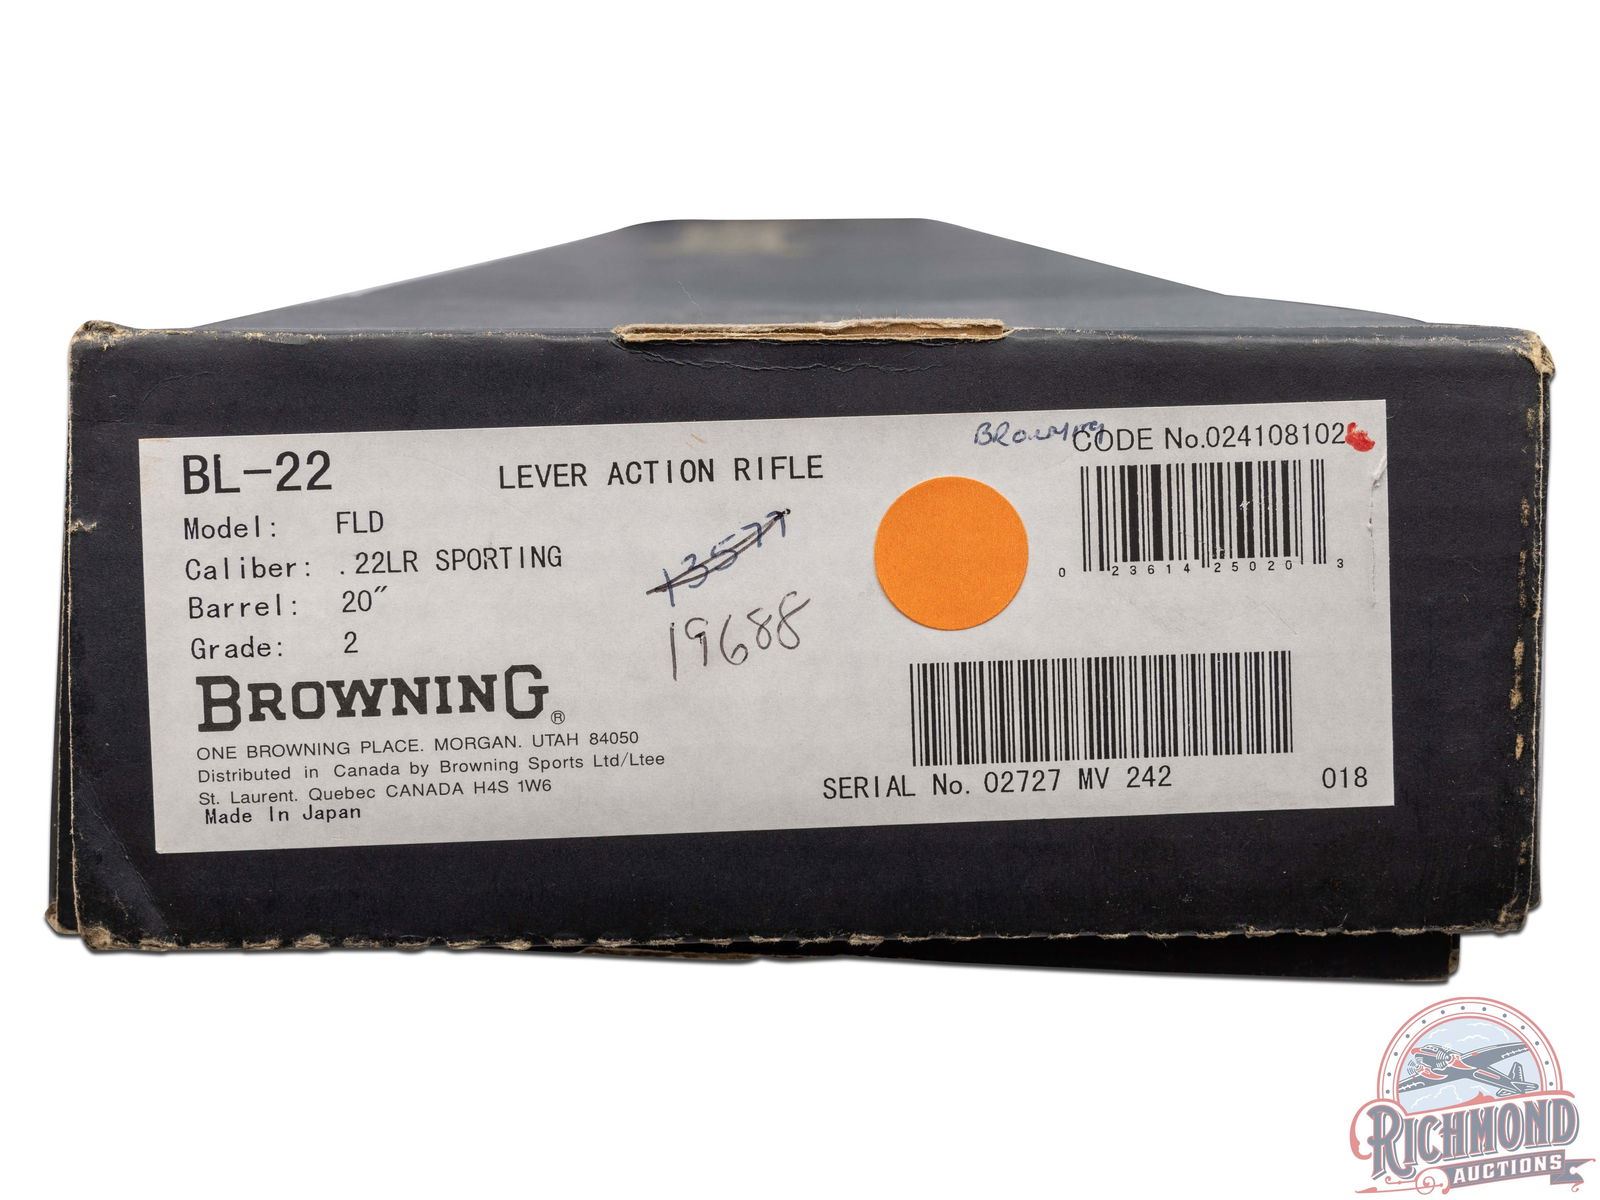 BROWNING
CODE No.024108102
BL-22
LEVER ACTION RIFLE
Model: FLD
Caliber: .22LR SPORTING
Barrel: 20"
Grade: 2
13577
19688
0 23614 25020 3
BROWNING®
ONE BROWNING PLACE. MORGAN. UTAH 84050
Distributed in Canada by Browning Sports Ltd/Ltee
St. Laurent. Quebec CANADA H4S 1W6
Made In Japan
SERIAL No. 02727 MV 242
018
RICHMOND
AUCTIONS